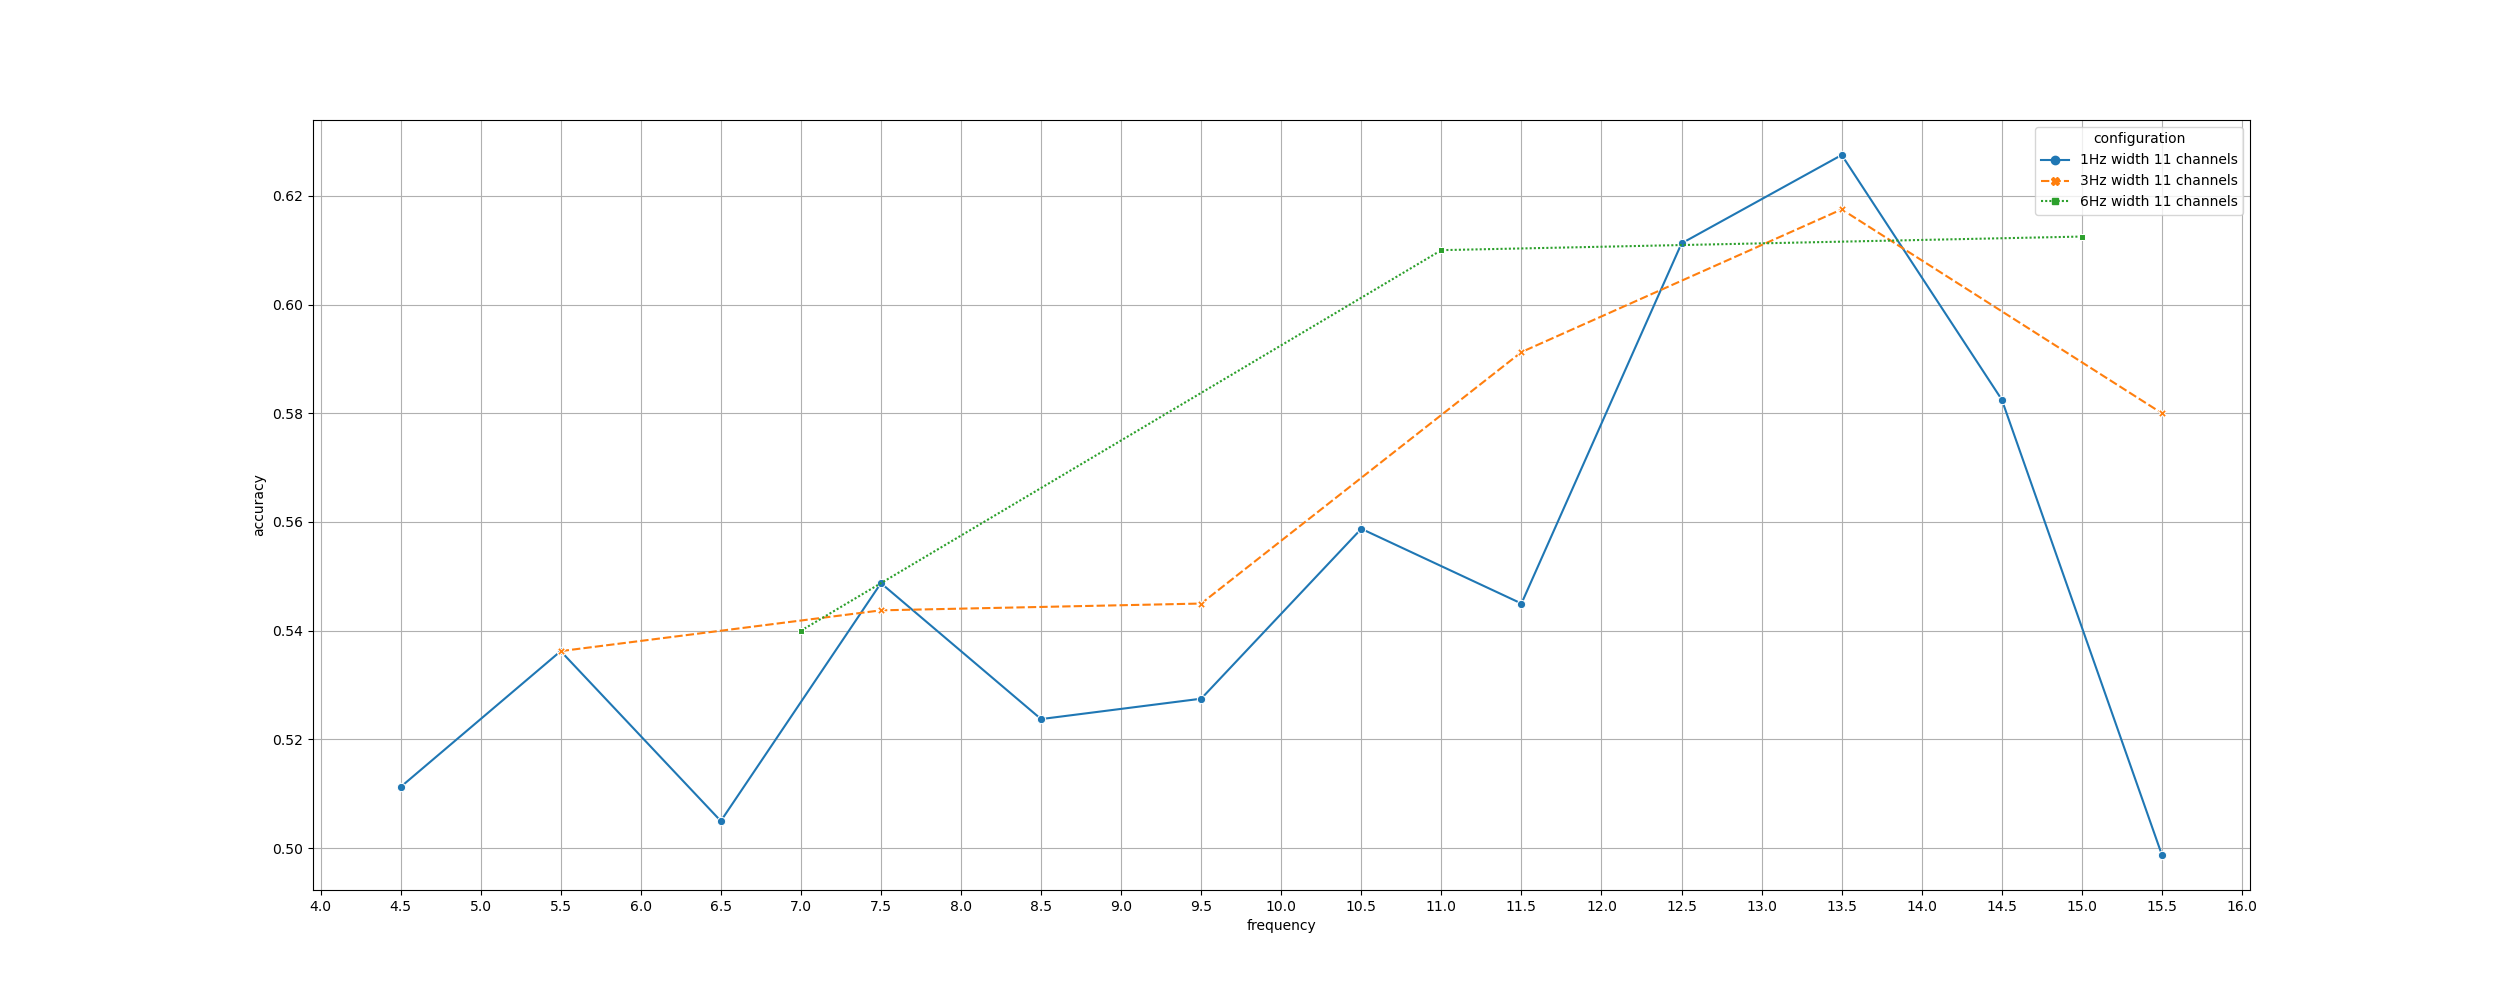 configuration
1Hz width 11 channels
3Hz width 11 channels
6Hz width 11 channels
accuracy
0.62
0.60
0.58
0.56
0.54
0.52
0.50
4.0 4.5 5.0 5.5 6.0 6.5 7.0 7.5 8.0 8.5 9.0 9.5 10.0 10.5 11.0 11.5 12.0 12.5 13.0 13.5 14.0 14.5 15.0 15.5 16.0
frequency